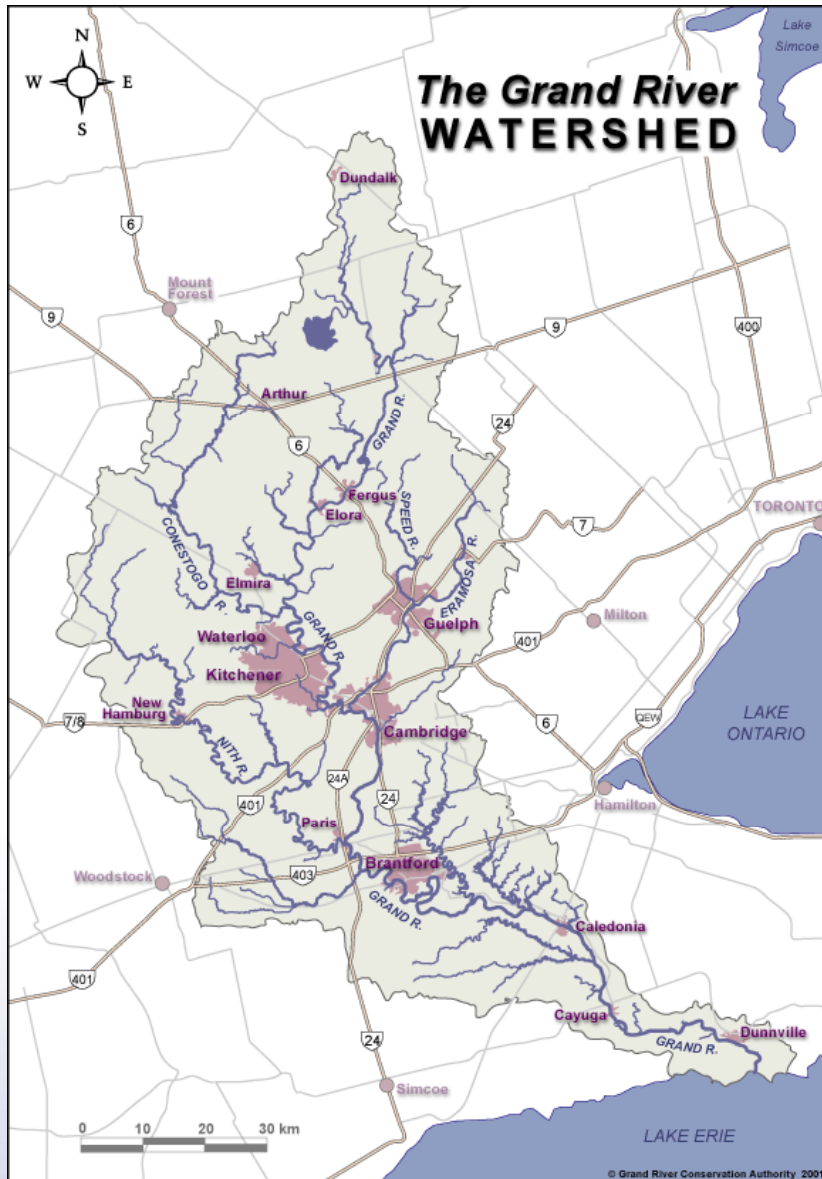 Lake
Simcoe
N
W E
S
The Grand River
WATERSHED
Dundalk
6
Mount
Forest
9
9
400
Arthur
GRAND R.
24
6
Fergus
Elora
SPEED R.
7
TORONTO
CONESTOGO R.
ERAMOSA R.
Elmira
GRAND R.
Guelph
Milton
Waterloo
401
Kitchener
New
Hamburg
7/8
6
QEW
LAKE
ONTARIO
Cambridge
NITH R.
24A
24
401
Hamilton
Paris
Brantford
Woodstock
403
GRAND R.
Caledonia
401
Cayuga
Dunnville
24
GRAND R.
Simcoe
0 10 20 30 km
LAKE ERIE
© Grand River Conservation Authority 2001